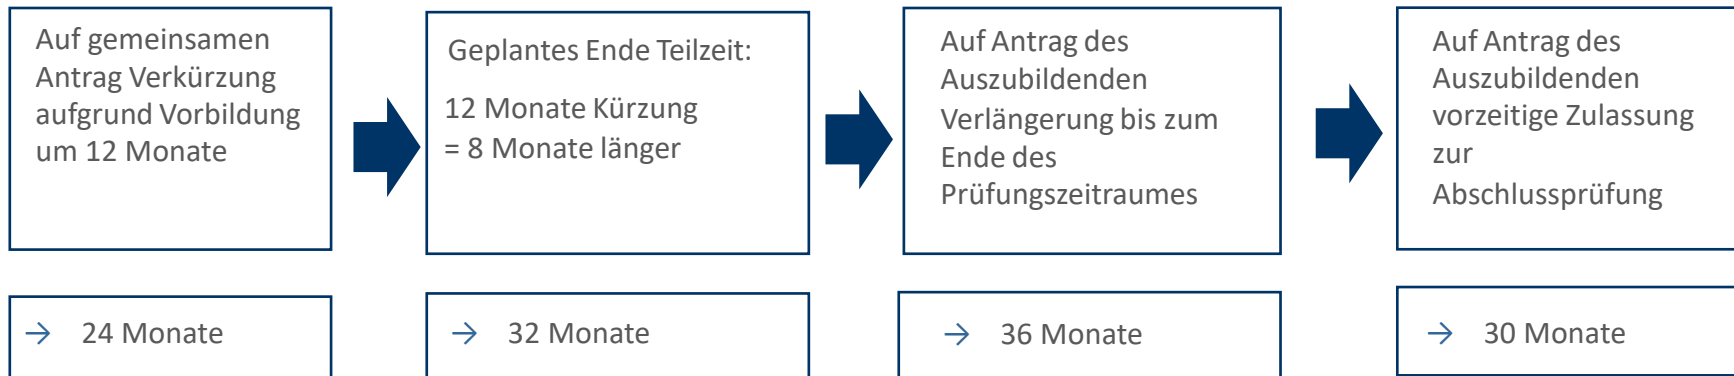 Auf gemeinsamen
Antrag Verkürzung
aufgrund Vorbildung
um 12 Monate
Geplantes Ende Teilzeit:
12 Monate Kürzung
= 8 Monate länger
Auf Antrag des
Auszubildenden
Verlängerung bis zum
Ende des
Prüfungszeitraumes
Auf Antrag des
Auszubildenden
vorzeitige Zulassung
zur
Abschlussprüfung
→ 24 Monate
→ 32 Monate
→ 36 Monate
→ 30 Monate